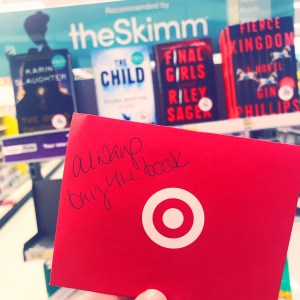 Recommended by
theSkimm
KARIN
SLAUGHTER
THE
CHILD
FINAL
GIRLS
RILEY
SAGER
FIERCE
KINGDOM
A NOVEL
GIN
PHILLIPS
always
buy the book